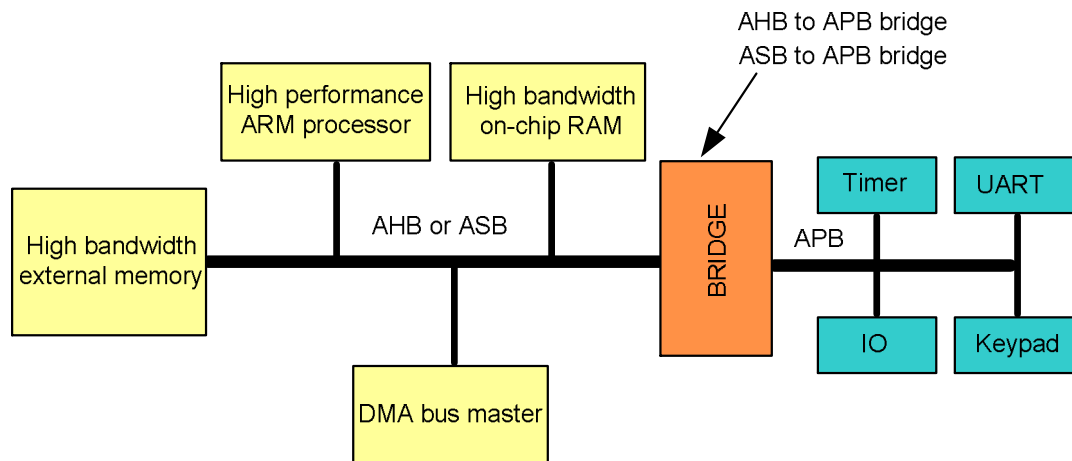 AHB to APB bridge
ASB to APB bridge
High performance
ARM processor
High bandwidth
on-chip RAM
High bandwidth
external memory
AHB or ASB
BRIDGE
APB
Timer
UART
IO
Keypad
DMA bus master